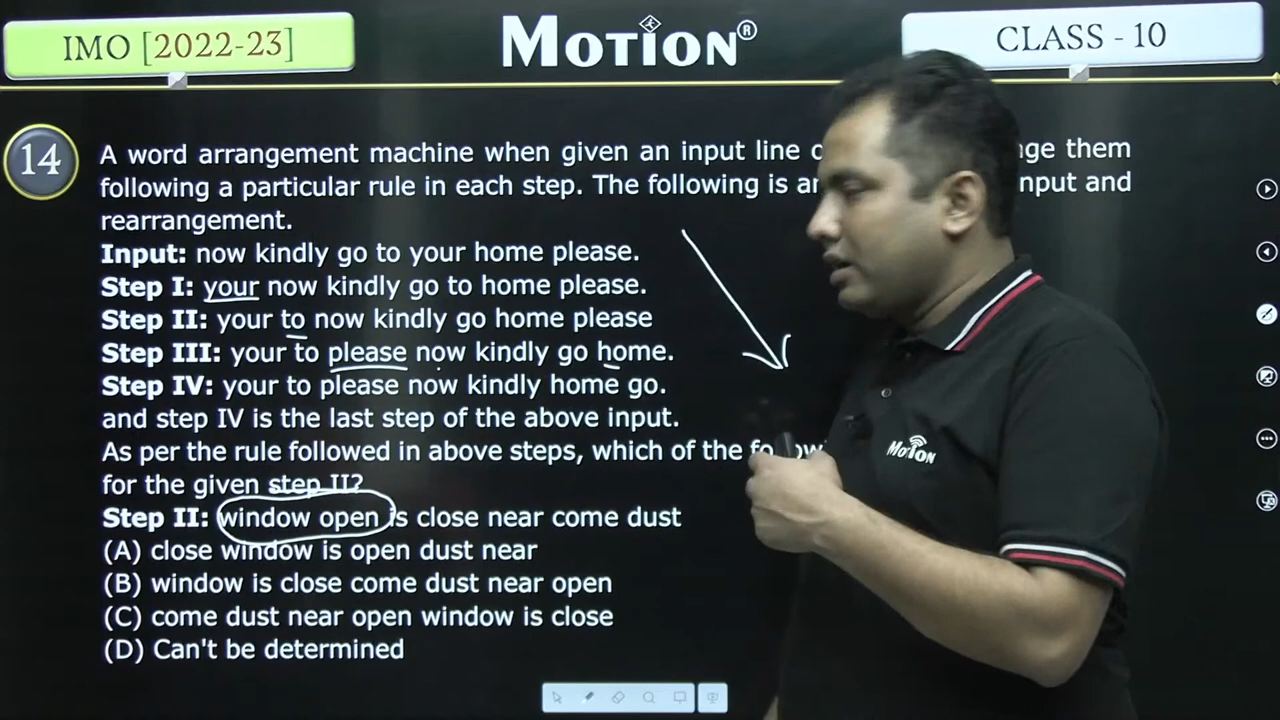 IMO [2022-23]
MOTION®
CLASS - 10
14
A word arrangement machine when given an input line them
following a particular rule in each step. The following is and
rearrangement.
Input: now kindly go to your home please.
Step I: your now kindly go to home please.
Step II: your to now kindly go home please
Step III: your to please now kindly go home.
Step IV: your to please now kindly home go.
and step IV is the last step of the above input.
As per the rule followed in above steps, which of the
for the given step II?
Step II: window open is close near come dust
(A) close window is open dust near
(B) window is close come dust near open
(C) come dust near open window is close
(D) Can't be determined
MOTION